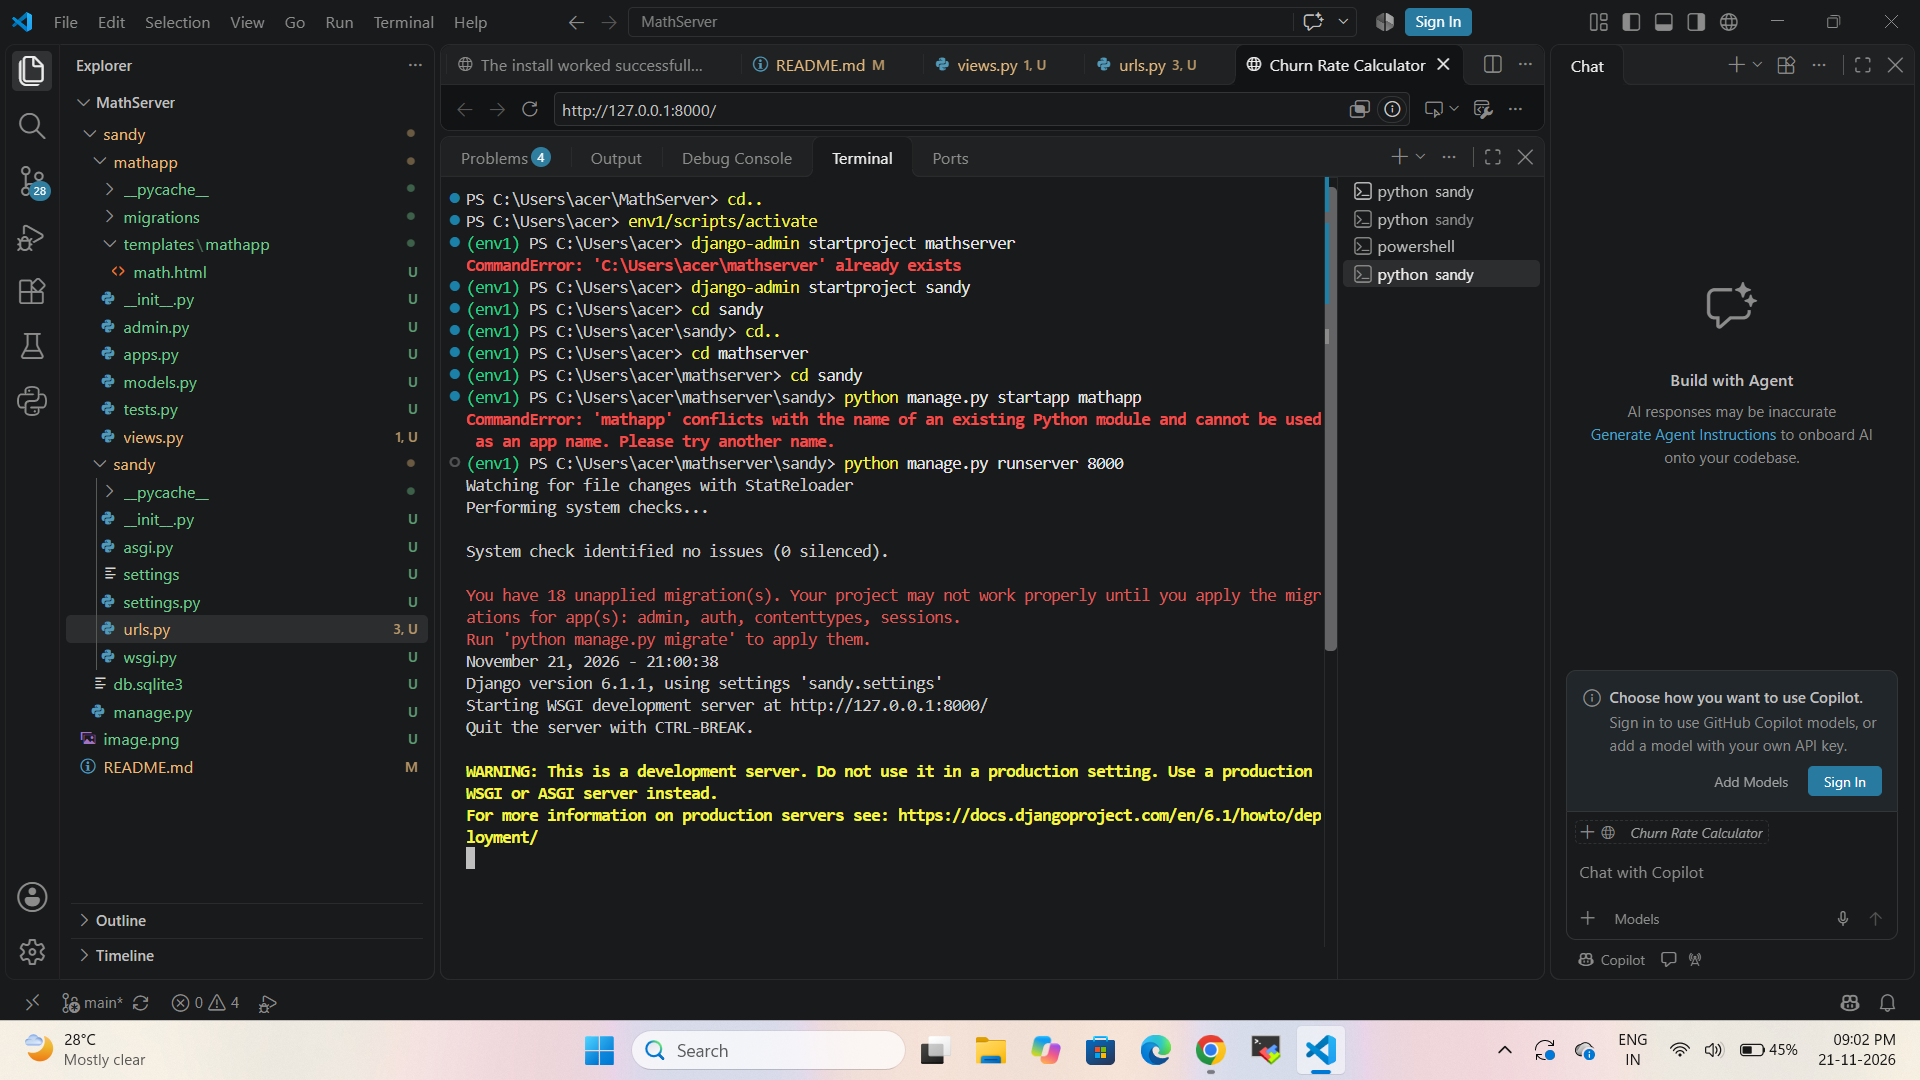 File Edit Selection View Go Run Terminal Help
MathServer
Sign In
Explorer
MathServer
sandy
mathapp
__pycache__
migrations
templates\mathapp
math.html U
__init__.py U
admin.py U
apps.py U
models.py U
tests.py U
views.py 1, U
sandy
__pycache__
__init__.py U
asgi.py U
settings U
settings.py U
urls.py 3, U
wsgi.py U
db.sqlite3 U
manage.py U
image.png U
README.md M
Outline
Timeline
28
The install worked successfull...
README.md M
views.py 1, U
urls.py 3, U
Churn Rate Calculator
http://127.0.0.1:8000/
Problems 4
Output
Debug Console
Terminal
Ports
PS C:\Users\acer\MathServer> cd..
PS C:\Users\acer> env1/scripts/activate
(env1) PS C:\Users\acer> django-admin startproject mathserver
CommandError: 'C:\Users\acer\mathserver' already exists
(env1) PS C:\Users\acer> django-admin startproject sandy
(env1) PS C:\Users\acer> cd sandy
(env1) PS C:\Users\acer\sandy> cd..
(env1) PS C:\Users\acer> cd mathserver
(env1) PS C:\Users\acer\mathserver> cd sandy
(env1) PS C:\Users\acer\mathserver\sandy> python manage.py startapp mathapp
CommandError: 'mathapp' conflicts with the name of an existing Python module and cannot be used
as an app name. Please try another name.
(env1) PS C:\Users\acer\mathserver\sandy> python manage.py runserver 8000
Watching for file changes with StatReloader
Performing system checks...
System check identified no issues (0 silenced).
You have 18 unapplied migration(s). Your project may not work properly until you apply the migr
ations for app(s): admin, auth, contenttypes, sessions.
Run 'python manage.py migrate' to apply them.
November 21, 2026 - 21:00:38
Django version 6.1.1, using settings 'sandy.settings'
Starting WSGI development server at http://127.0.0.1:8000/
Quit the server with CTRL-BREAK.
WARNING: This is a development server. Do not use it in a production setting. Use a production
WSGI or ASGI server instead.
For more information on production servers see: https://docs.djangoproject.com/en/6.1/howto/dep
loyment/
python sandy
python sandy
powershell
python sandy
Chat
Build with Agent
AI responses may be inaccurate
Generate Agent Instructions to onboard AI
onto your codebase.
Choose how you want to use Copilot.
Sign in to use GitHub Copilot models, or
add a model with your own API key.
Add Models
Sign In
Churn Rate Calculator
Chat with Copilot
Models
Copilot
main*
0
4
28°C
Mostly clear
Search
ENG
IN
45%
09:02 PM
21-11-2026